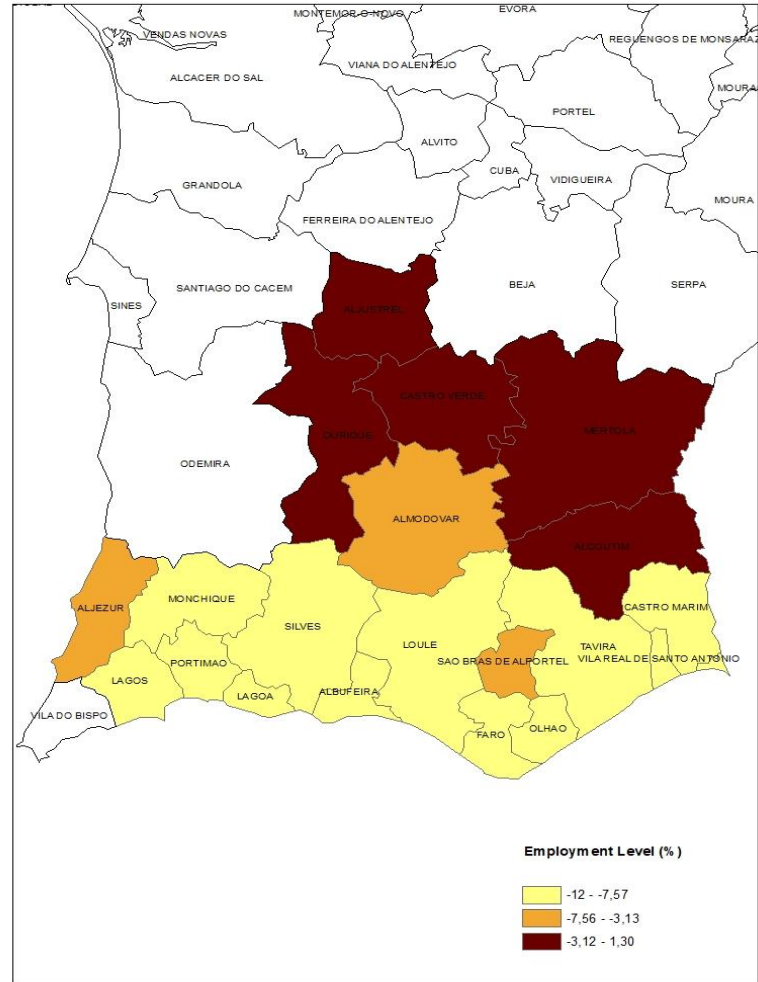 MONTEMOR-O-NOVO
EVORA
VENDAS NOVAS
REGUENGOS DE MONSARAZ
VIANA DO ALENTEJO
ALCACER DO SAL
MOURA
PORTEL
ALVITO
CUBA
VIDIGUEIRA
GRANDOLA
MOURA
FERREIRA DO ALENTEJO
SANTIAGO DO CACEM
BEJA
SERPA
SINES
ALJUSTREL
CASTRO VERDE
MERTOLA
OURIQUE
ODEMIRA
ALMODOVAR
ALCOUTIM
MONCHIQUE
ALJEZUR
CASTRO MARIM
SILVES
LOULE
TAVIRA
PORTIMAO
SAO BRAS DE ALPORTEL
VILA REAL DE SANTO ANTONIO
LAGOS
LAGOA
ALBUFEIRA
VILA DO BISPO
OLHAO
FARO
Employment Level (%)
-12 - -7,57
-7,56 - -3,13
-3,12 - 1,30